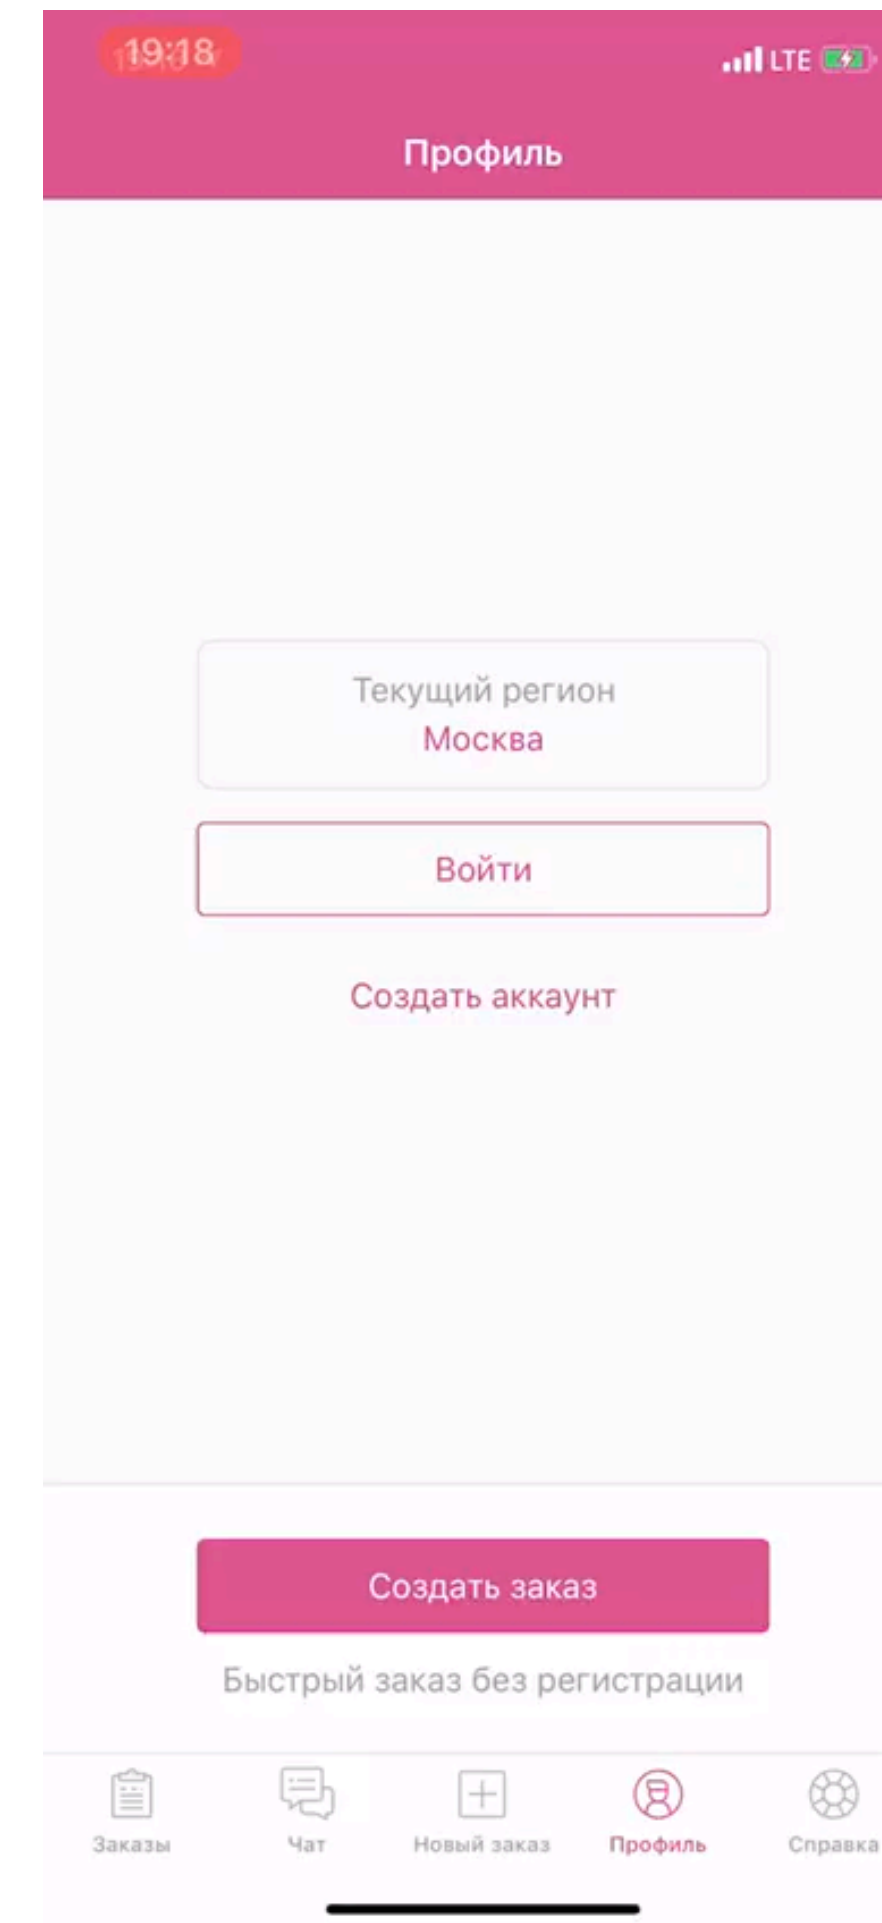 19:18
LTE
Профиль
Текущий регион
Москва
Войти
Создать аккаунт
Создать заказ
Быстрый заказ без регистрации
Заказы
Чат
Новый заказ
Профиль
Справка